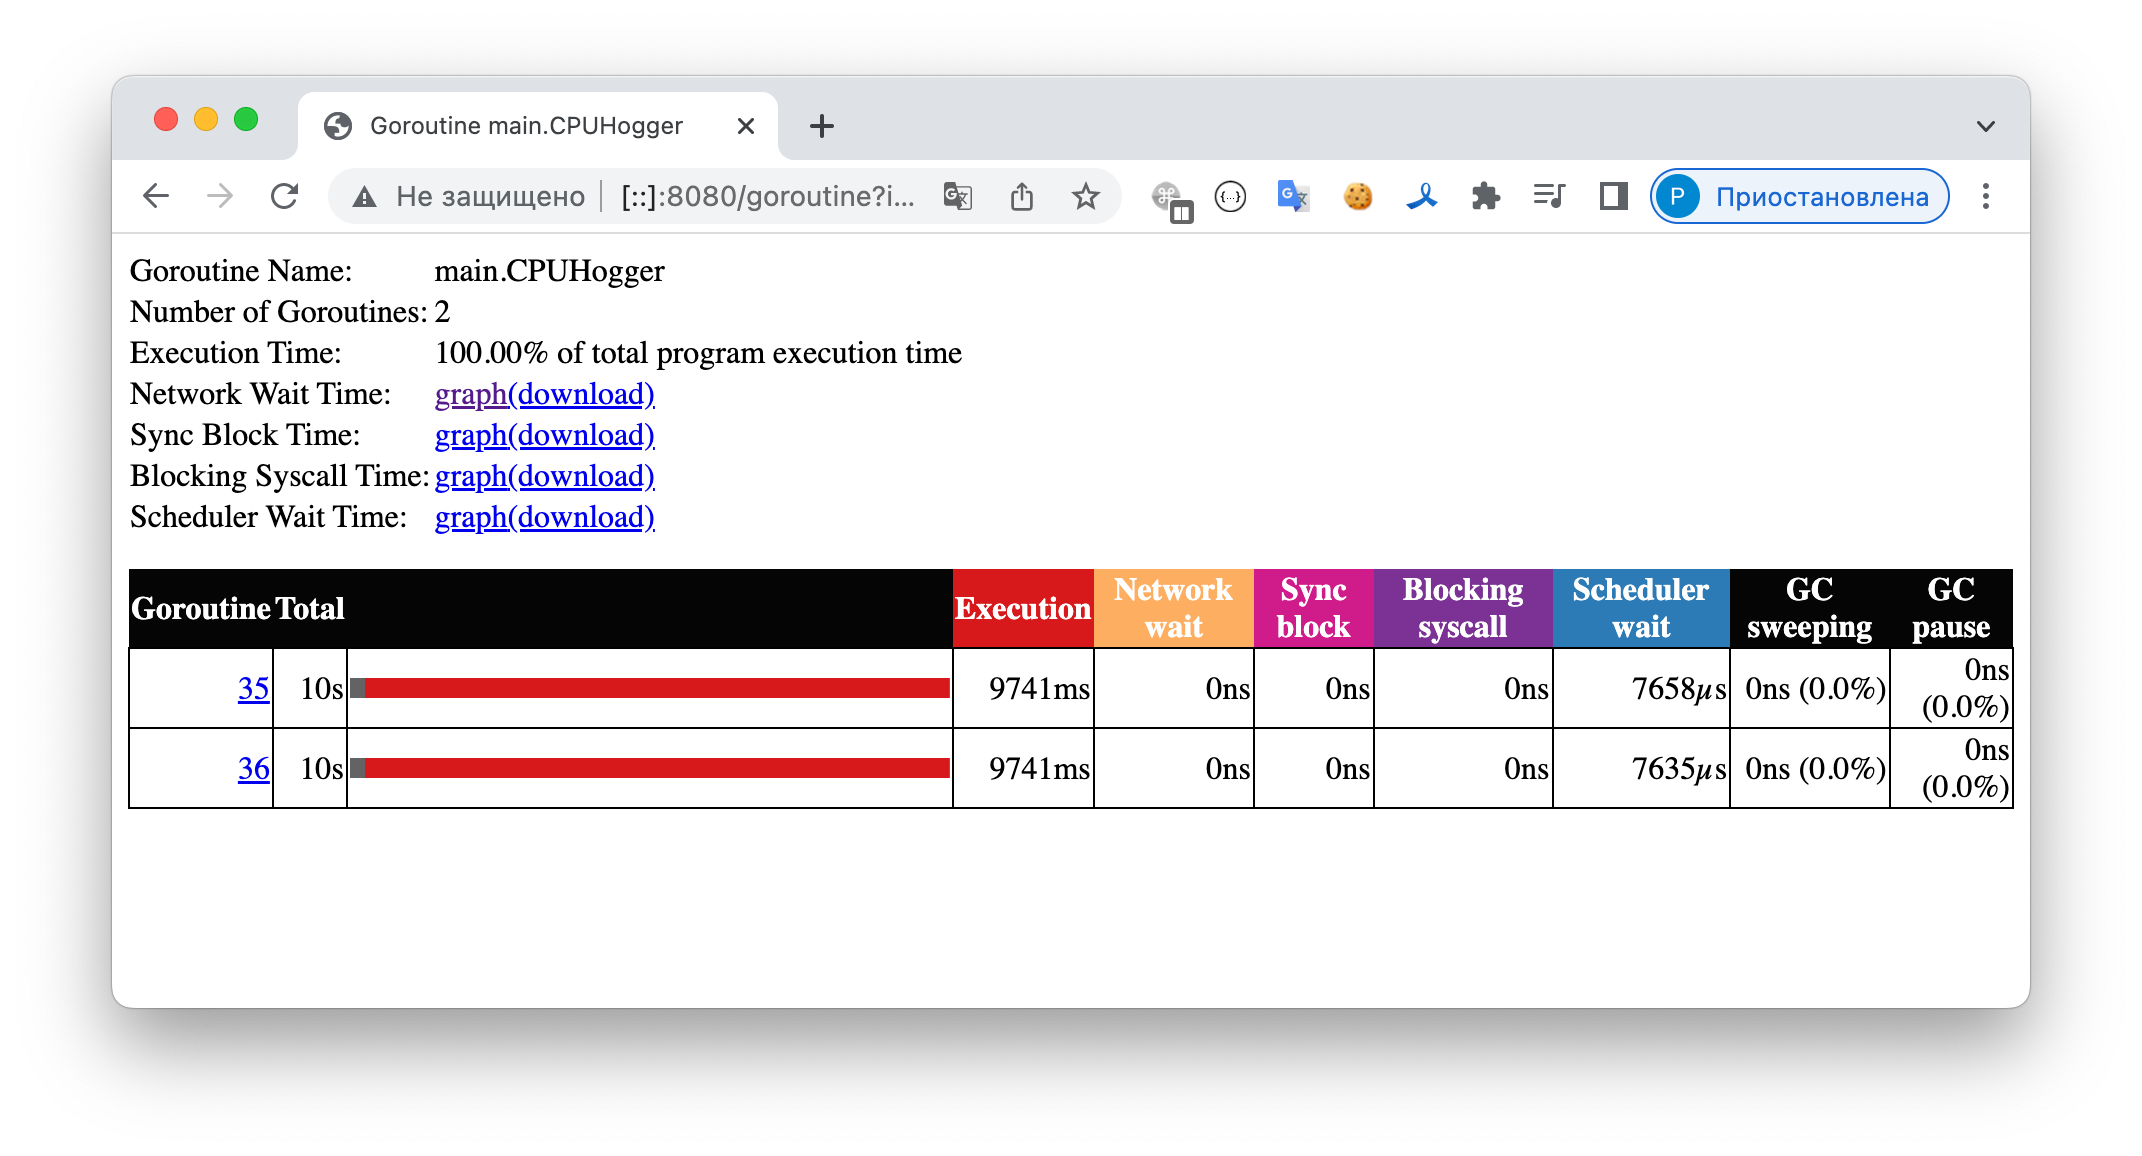 Goroutine main.CPUHogger
Не защищено [::]:8080/goroutine?i... P Приостановлена
Goroutine Name: main.CPUHogger
Number of Goroutines: 2
Execution Time: 100.00% of total program execution time
Network Wait Time: graph(download)
Sync Block Time: graph(download)
Blocking Syscall Time: graph(download)
Scheduler Wait Time: graph(download)
Goroutine Total Execution Network wait Sync block Blocking syscall Scheduler wait GC sweeping GC pause
35 10s 9741ms 0ns 0ns 0ns 7658µs 0ns (0.0%) 0ns (0.0%)
36 10s 9741ms 0ns 0ns 0ns 7635µs 0ns (0.0%) 0ns (0.0%)